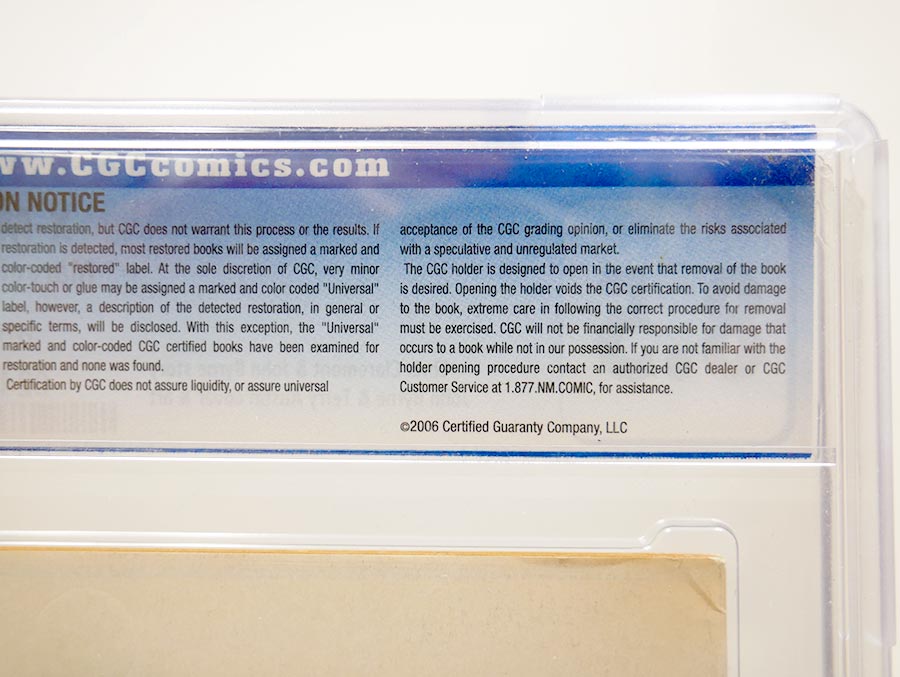 ww.CGCcomics.com
ON NOTICE
detect restoration, but CGC does not warrant this process or the results. If
restoration is detected, most restored books will be assigned a marked and
color-coded "restored" label. At the sole discretion of CGC, very minor
color-touch or glue may be assigned a marked and color coded "Universal"
label, however, a description of the detected restoration, in general or
specific terms, will be disclosed. With this exception, the "Universal"
marked and color-coded CGC certified books have been examined for
restoration and none was found.
Certification by CGC does not assure liquidity, or assure universal
acceptance of the CGC grading opinion, or eliminate the risks associated
with a speculative and unregulated market.
The CGC holder is designed to open in the event that removal of the book
is desired. Opening the holder voids the CGC certification. To avoid damage
to the book, extreme care in following the correct procedure for removal
must be exercised. CGC will not be financially responsible for damage that
occurs to a book while not in our possession. If you are not familiar with the
holder opening procedure contact an authorized CGC dealer or CGC
Customer Service at 1.877.NM.COMIC, for assistance.
©2006 Certified Guaranty Company, LLC